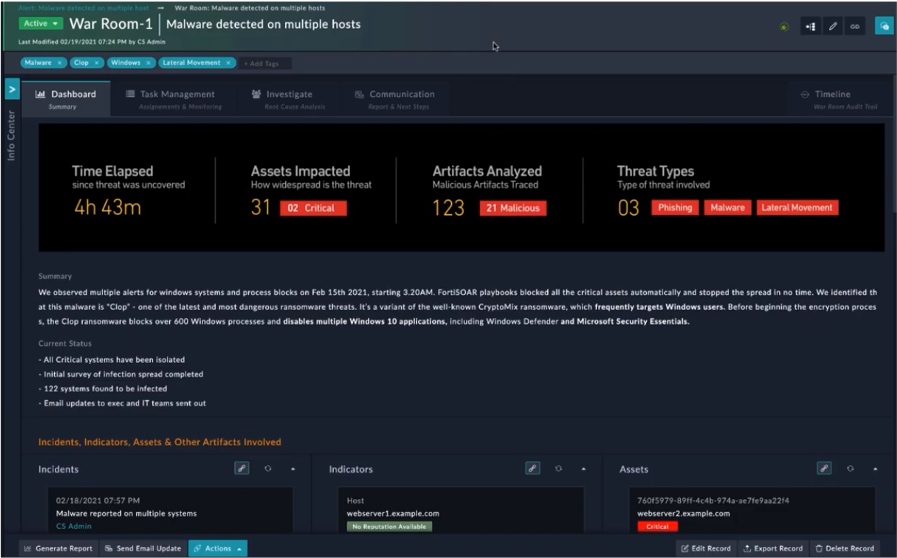 Alert: Malware detected on multiple host → War Room: Malware detected on multiple hosts
Active War Room-1 Malware detected on multiple hosts
Last Modified 02/19/2021 07:24 PM by CS Admin
Malware × Clop × Windows × Lateral Movement × + Add Tags
Info Center
Dashboard Task Management Investigate Communication Timeline
Summary Assignments & Monitoring Root Cause Analysis Report & Next Steps War Room Audit Trail
Time Elapsed Assets Impacted Artifacts Analyzed Threat Types
since threat was uncovered How widespread is the threat Malicious Artifacts Traced Type of threat involved
4h 43m 31 02 Critical 123 21 Malicious 03 Phishing Malware Lateral Movement
Summary
We observed multiple alerts for windows systems and process blocks on Feb 15th 2021, starting 3.20AM. FortiSOAR playbooks blocked all the critical assets automatically and stopped the spread in no time. We identified th
at this malware is "Clop" - one of the latest and most dangerous ransomware threats. It's a variant of the well-known CryptoMix ransomware, which frequently targets Windows users. Before beginning the encryption proces
s, the Clop ransomware blocks over 600 Windows processes and disables multiple Windows 10 applications, including Windows Defender and Microsoft Security Essentials.
Current Status
- All Critical systems have been isolated
- Initial survey of infection spread completed
- 122 systems found to be infected
- Email updates to exec and IT teams sent out
Incidents, Indicators, Assets & Other Artifacts Involved
Incidents Indicators Assets
02/18/2021 07:57 PM Host 760f5979-89ff-4c4b-974a-ae7fe9aa22f4
Malware reported on multiple systems webserver1.example.com webserver2.example.com
CS Admin No Reputation Available Critical
Generate Report Send Email Update Actions Edit Record Export Record Delete Record